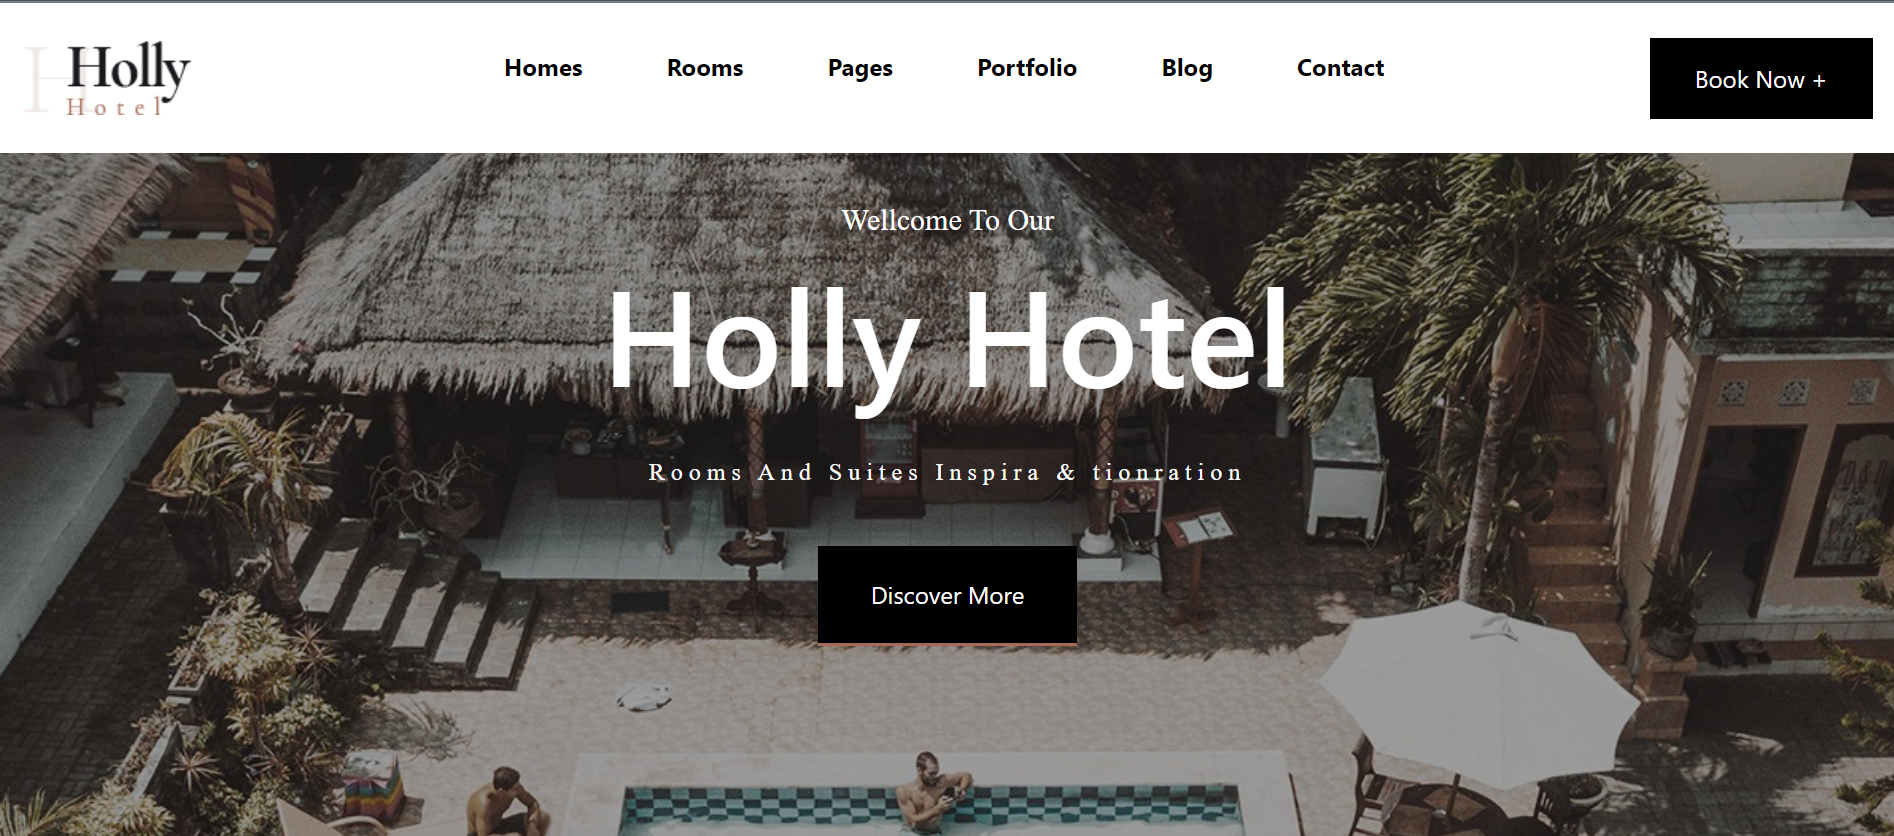 Holly
Hotel
Homes Rooms Pages Portfolio Blog Contact
Book Now +
Wellcome To Our
Holly Hotel
Rooms And Suites Inspira & tionration
Discover More